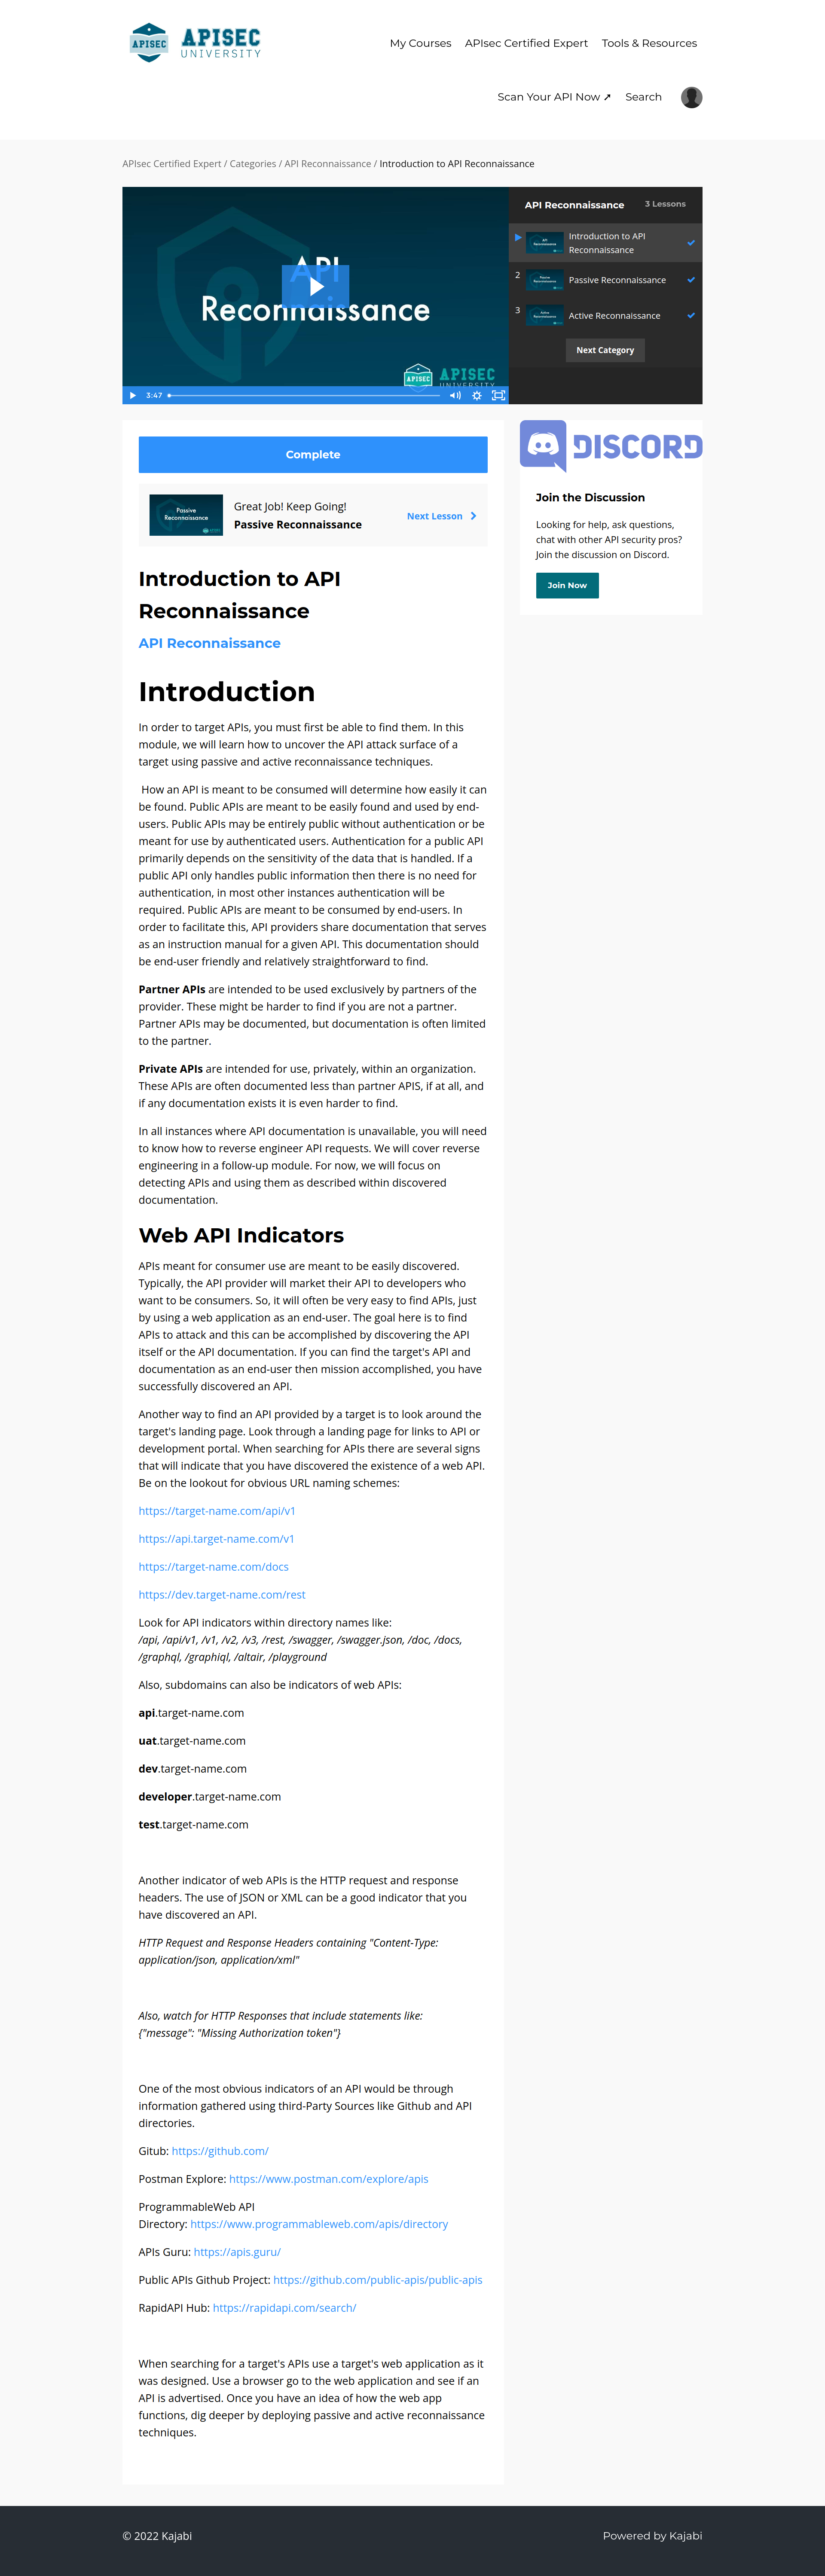 APISEC
APISEC
UNIVERSITY
My Courses
APIsec Certified Expert
Tools & Resources
Scan Your API Now ↗
Search
APIsec Certified Expert / Categories / API Reconnaissance / Introduction to API Reconnaissance
API
Reconnaissance
APISEC
APISEC
UNIVERSITY
3:47
API Reconnaissance
3 Lessons
Introduction to API
Reconnaissance
2
Passive Reconnaissance
3
Active Reconnaissance
Next Category
Complete
Passive
Reconnaissance
Great Job! Keep Going!
Passive Reconnaissance
Next Lesson
DISCORD
Join the Discussion
Looking for help, ask questions,
chat with other API security pros?
Join the discussion on Discord.
Join Now
Introduction to API
Reconnaissance
API Reconnaissance
Introduction
In order to target APIs, you must first be able to find them. In this
module, we will learn how to uncover the API attack surface of a
target using passive and active reconnaissance techniques.
How an API is meant to be consumed will determine how easily it can
be found. Public APIs are meant to be easily found and used by end-
users. Public APIs may be entirely public without authentication or be
meant for use by authenticated users. Authentication for a public API
primarily depends on the sensitivity of the data that is handled. If a
public API only handles public information then there is no need for
authentication, in most other instances authentication will be
required. Public APIs are meant to be consumed by end-users. In
order to facilitate this, API providers share documentation that serves
as an instruction manual for a given API. This documentation should
be end-user friendly and relatively straightforward to find.
Partner APIs are intended to be used exclusively by partners of the
provider. These might be harder to find if you are not a partner.
Partner APIs may be documented, but documentation is often limited
to the partner.
Private APIs are intended for use, privately, within an organization.
These APIs are often documented less than partner APIS, if at all, and
if any documentation exists it is even harder to find.
In all instances where API documentation is unavailable, you will need
to know how to reverse engineer API requests. We will cover reverse
engineering in a follow-up module. For now, we will focus on
detecting APIs and using them as described within discovered
documentation.
Web API Indicators
APIs meant for consumer use are meant to be easily discovered.
Typically, the API provider will market their API to developers who
want to be consumers. So, it will often be very easy to find APIs, just
by using a web application as an end-user. The goal here is to find
APIs to attack and this can be accomplished by discovering the API
itself or the API documentation. If you can find the target's API and
documentation as an end-user then mission accomplished, you have
successfully discovered an API.
Another way to find an API provided by a target is to look around the
target's landing page. Look through a landing page for links to API or
development portal. When searching for APIs there are several signs
that will indicate that you have discovered the existence of a web API.
Be on the lookout for obvious URL naming schemes:
https://target-name.com/api/v1
https://api.target-name.com/v1
https://target-name.com/docs
https://dev.target-name.com/rest
Look for API indicators within directory names like:
/api, /api/v1, /v1, /v2, /v3, /rest, /swagger, /swagger.json, /doc, /docs,
/graphql, /graphiql, /altair, /playground
Also, subdomains can also be indicators of web APIs:
api.target-name.com
uat.target-name.com
dev.target-name.com
developer.target-name.com
test.target-name.com
Another indicator of web APIs is the HTTP request and response
headers. The use of JSON or XML can be a good indicator that you
have discovered an API.
HTTP Request and Response Headers containing "Content-Type:
application/json, application/xml"
Also, watch for HTTP Responses that include statements like:
{"message": "Missing Authorization token"}
One of the most obvious indicators of an API would be through
information gathered using third-Party Sources like Github and API
directories.
Gitub: https://github.com/
Postman Explore: https://www.postman.com/explore/apis
ProgrammableWeb API
Directory: https://www.programmableweb.com/apis/directory
APIs Guru: https://apis.guru/
Public APIs Github Project: https://github.com/public-apis/public-apis
RapidAPI Hub: https://rapidapi.com/search/
When searching for a target's APIs use a target's web application as it
was designed. Use a browser go to the web application and see if an
API is advertised. Once you have an idea of how the web app
functions, dig deeper by deploying passive and active reconnaissance
techniques.
© 2022 Kajabi
Powered by Kajabi